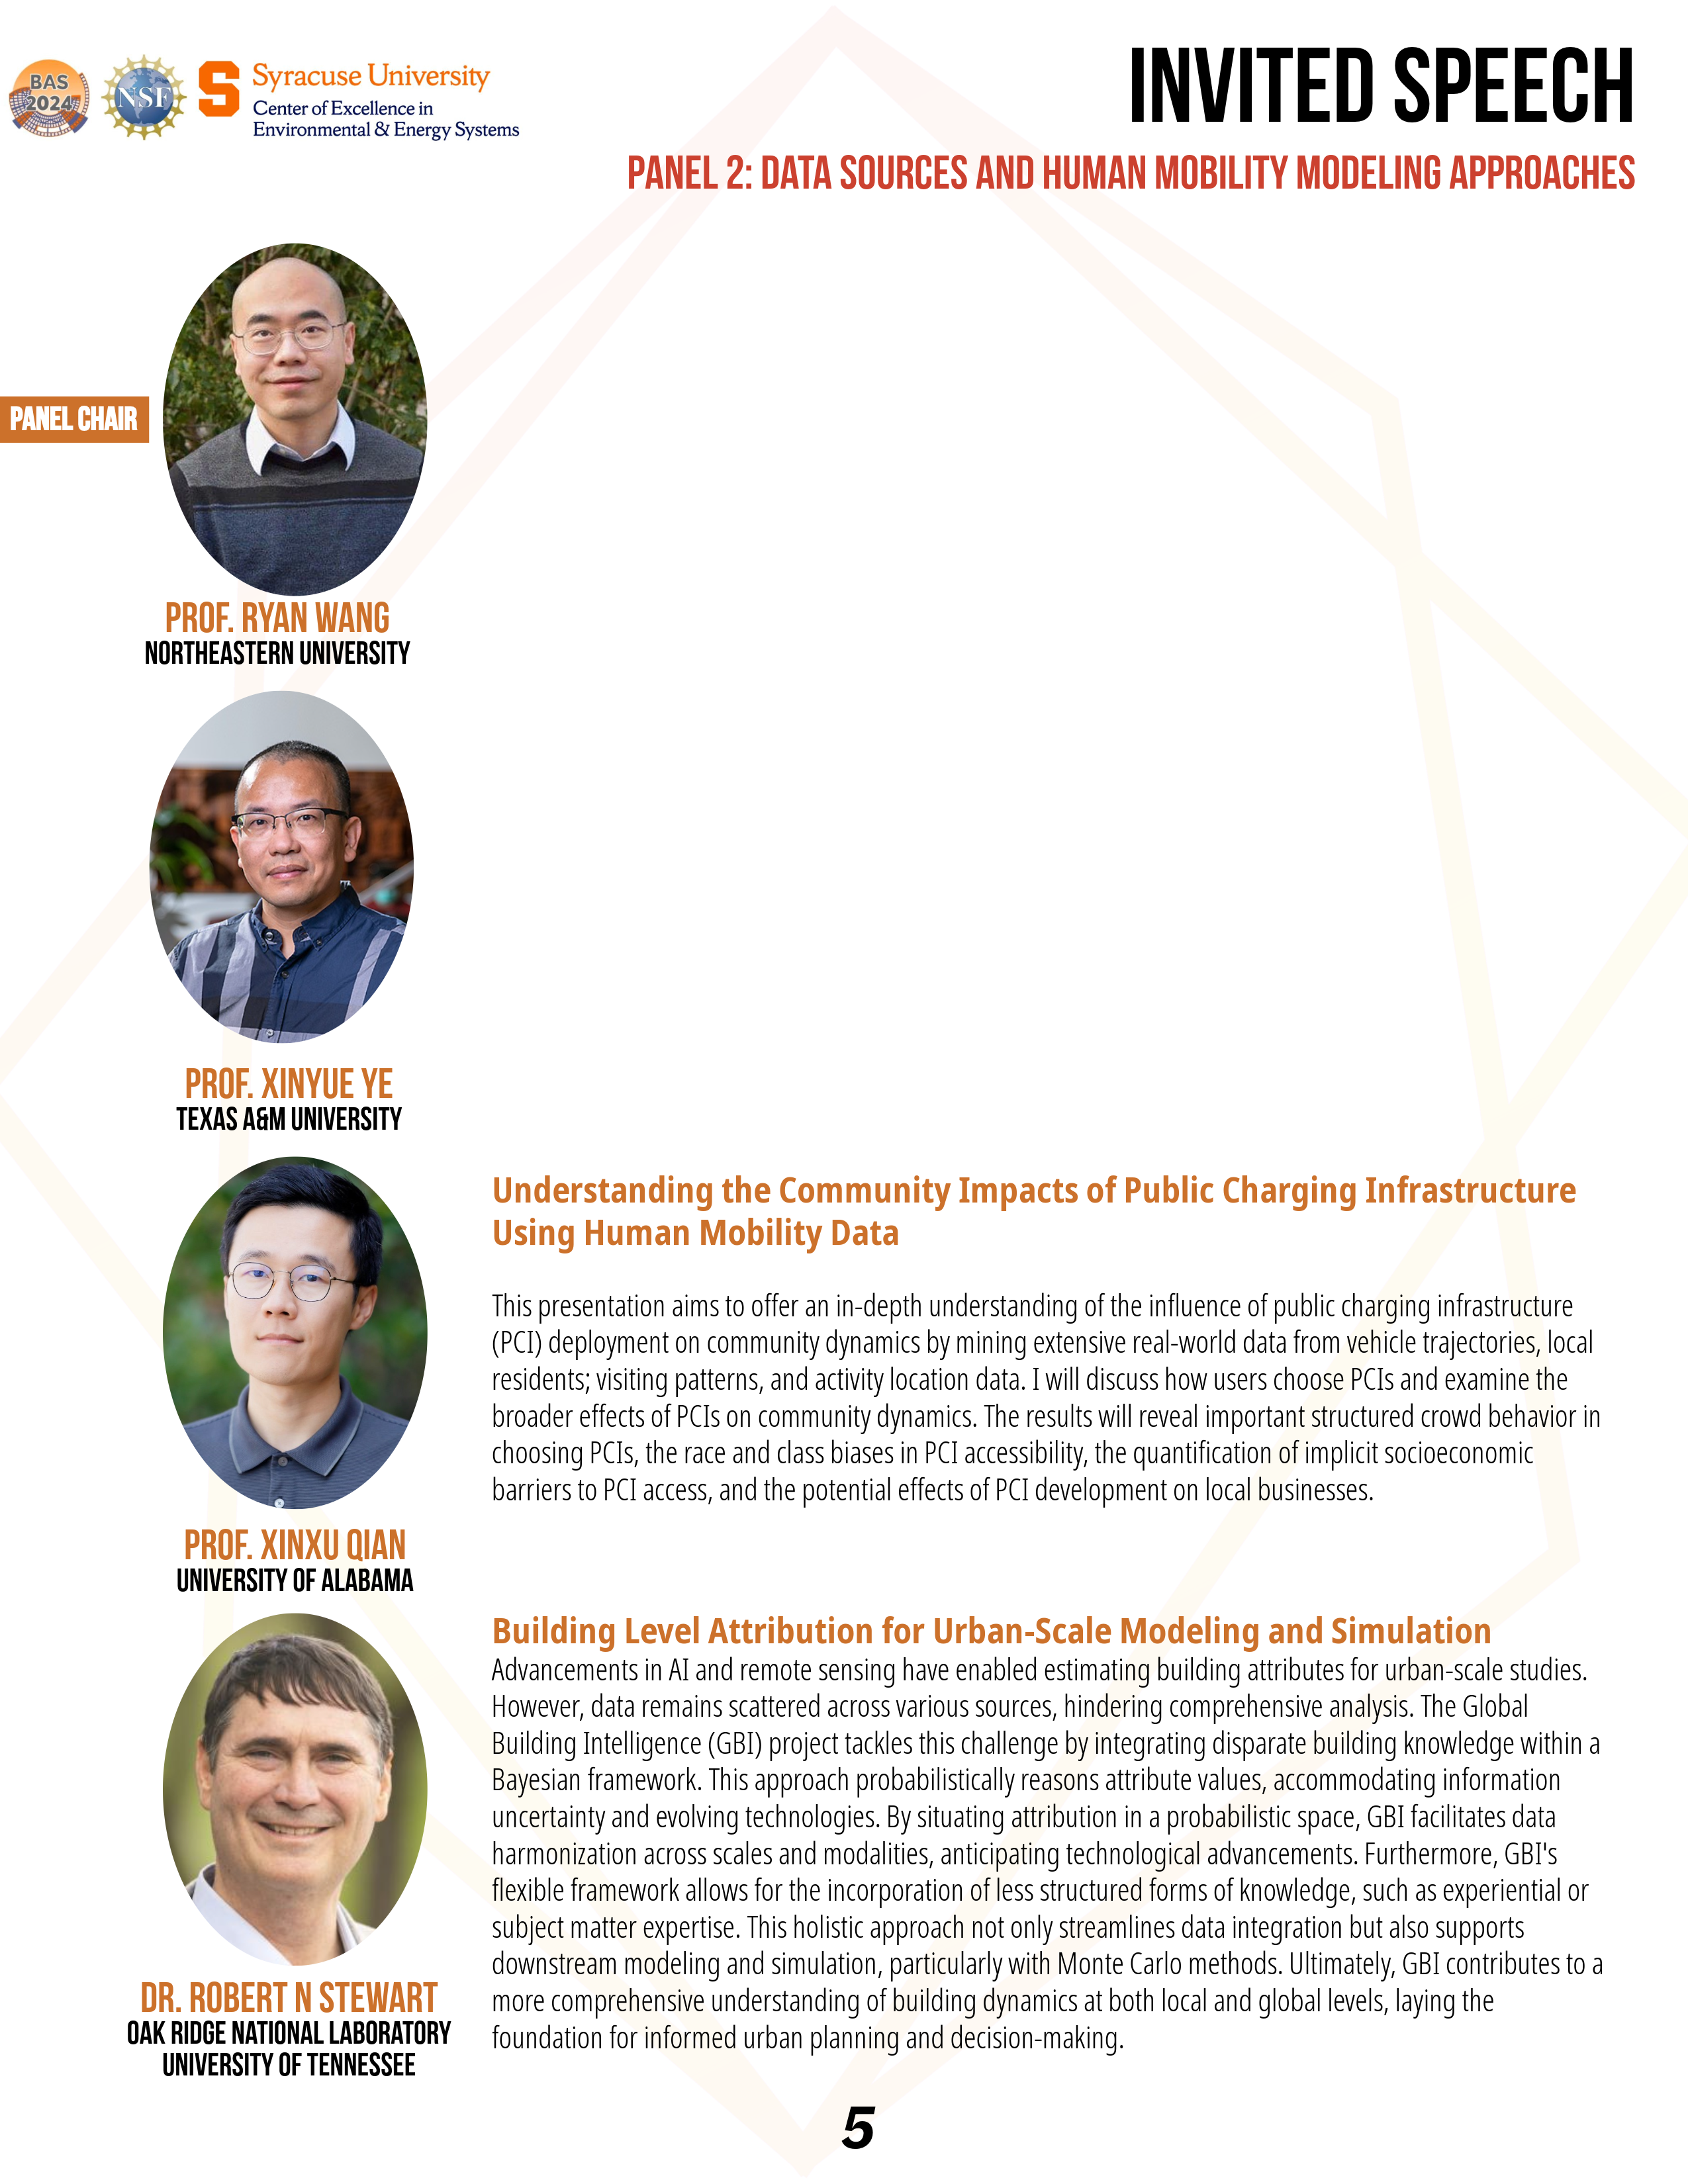 BAS
2024
NSF
S Syracuse University
Center of Excellence in
Environmental & Energy Systems
INVITED SPEECH
PANEL 2: DATA SOURCES AND HUMAN MOBILITY MODELING APPROACHES
PANEL CHAIR
PROF. RYAN WANG
NORTHEASTERN UNIVERSITY
PROF. XINYUE YE
TEXAS A&M UNIVERSITY
Understanding the Community Impacts of Public Charging Infrastructure
Using Human Mobility Data
This presentation aims to offer an in-depth understanding of the influence of public charging infrastructure
(PCI) deployment on community dynamics by mining extensive real-world data from vehicle trajectories, local
residents; visiting patterns, and activity location data. I will discuss how users choose PCIs and examine the
broader effects of PCIs on community dynamics. The results will reveal important structured crowd behavior in
choosing PCIs, the race and class biases in PCI accessibility, the quantification of implicit socioeconomic
barriers to PCI access, and the potential effects of PCI development on local businesses.
PROF. XINXU QIAN
UNIVERSITY OF ALABAMA
Building Level Attribution for Urban-Scale Modeling and Simulation
Advancements in AI and remote sensing have enabled estimating building attributes for urban-scale studies.
However, data remains scattered across various sources, hindering comprehensive analysis. The Global
Building Intelligence (GBI) project tackles this challenge by integrating disparate building knowledge within a
Bayesian framework. This approach probabilistically reasons attribute values, accommodating information
uncertainty and evolving technologies. By situating attribution in a probabilistic space, GBI facilitates data
harmonization across scales and modalities, anticipating technological advancements. Furthermore, GBI's
flexible framework allows for the incorporation of less structured forms of knowledge, such as experiential or
subject matter expertise. This holistic approach not only streamlines data integration but also supports
downstream modeling and simulation, particularly with Monte Carlo methods. Ultimately, GBI contributes to a
more comprehensive understanding of building dynamics at both local and global levels, laying the
foundation for informed urban planning and decision-making.
DR. ROBERT N STEWART
OAK RIDGE NATIONAL LABORATORY
UNIVERSITY OF TENNESSEE
5